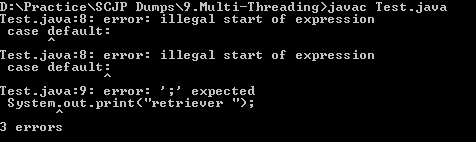 D:\Practice\SCJP Dumps\9.Multi-Threading>javac Test.java
Test.java:8: error: illegal start of expression
case default:
^
Test.java:8: error: illegal start of expression
case default:
^
Test.java:9: error: ';' expected
System.out.print("retriever ");
^
3 errors